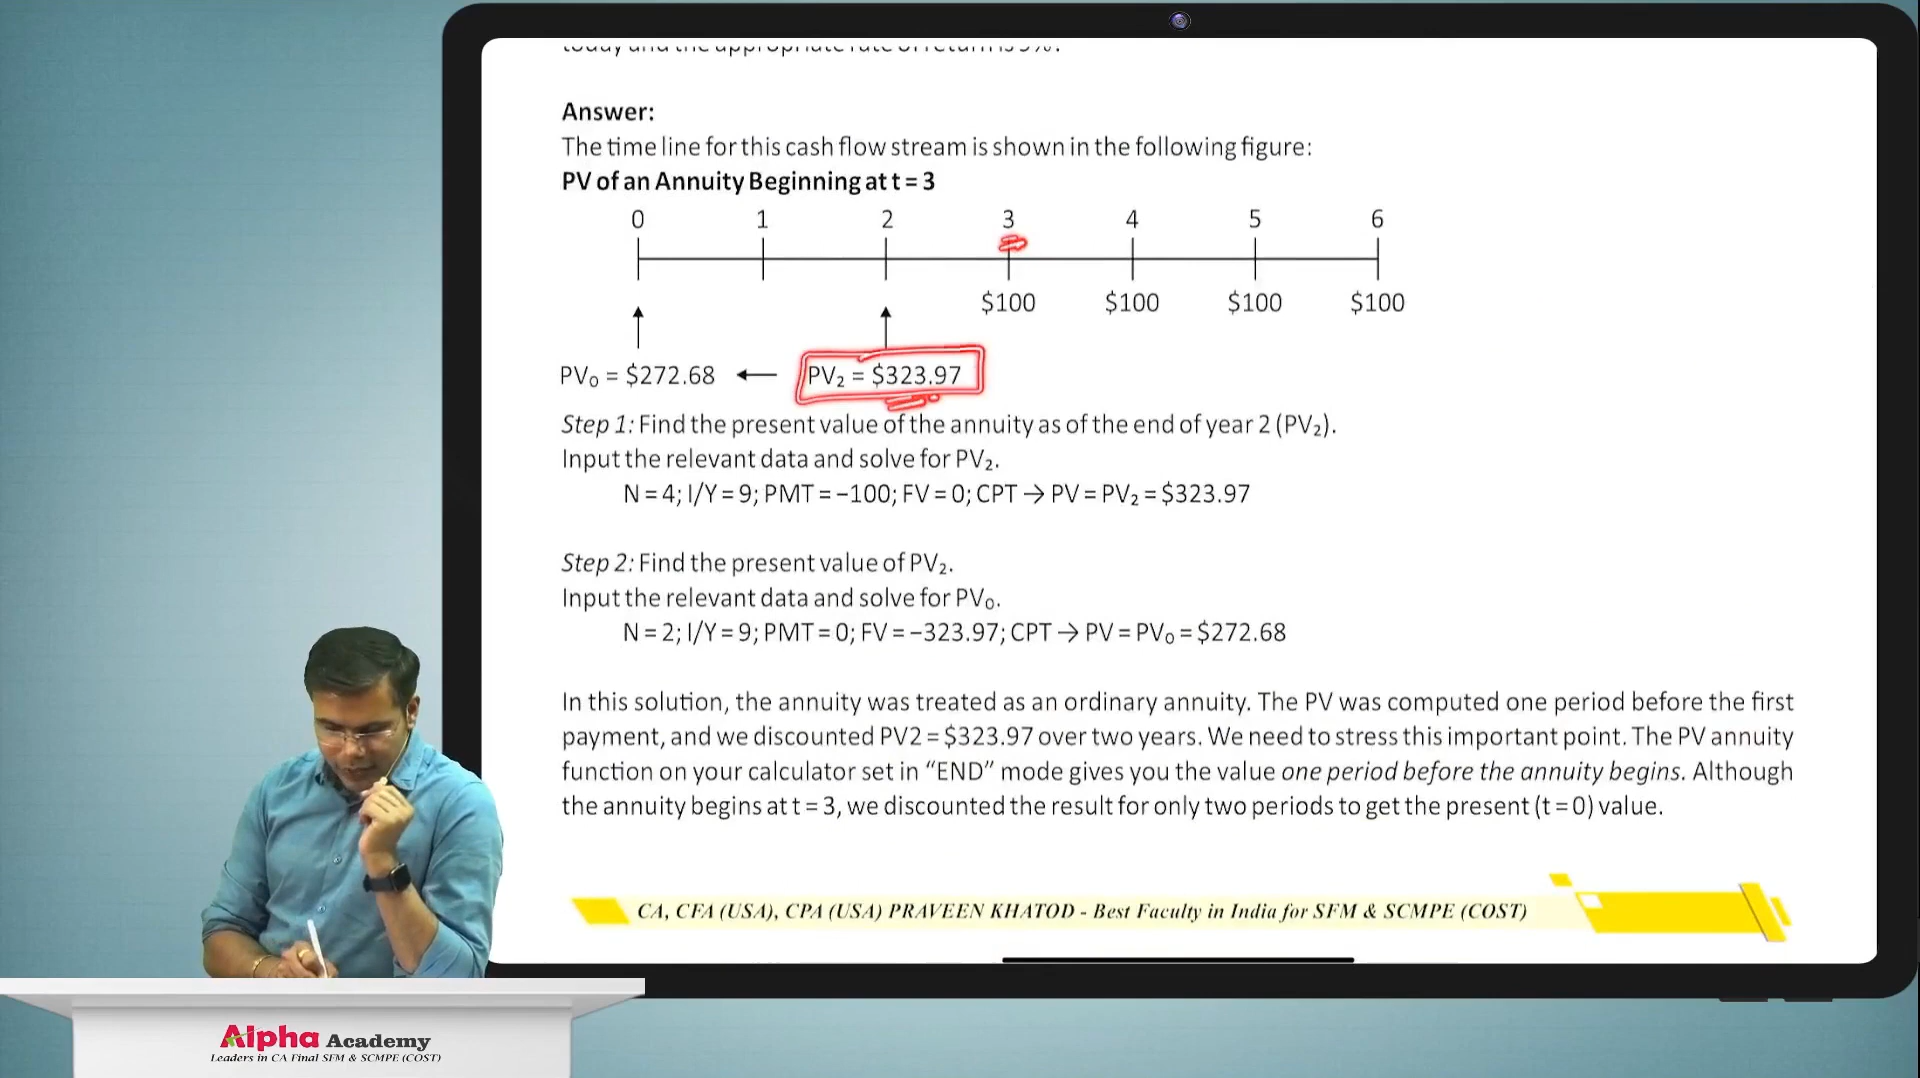 today and the appropriate rate of return is 9%.
Answer:
The time line for this cash flow stream is shown in the following figure:
PV of an Annuity Beginning at t = 3
0 1 2 3 4 5 6
$100 $100 $100 $100
PV₀ = $272.68 ← PV₂ = $323.97
Step 1: Find the present value of the annuity as of the end of year 2 (PV₂).
Input the relevant data and solve for PV₂.
N = 4; I/Y = 9; PMT = −100; FV = 0; CPT → PV = PV₂ = $323.97
Step 2: Find the present value of PV₂.
Input the relevant data and solve for PV₀.
N = 2; I/Y = 9; PMT = 0; FV = −323.97; CPT → PV = PV₀ = $272.68
In this solution, the annuity was treated as an ordinary annuity. The PV was computed one period before the first
payment, and we discounted PV2 = $323.97 over two years. We need to stress this important point. The PV annuity
function on your calculator set in “END” mode gives you the value one period before the annuity begins. Although
the annuity begins at t = 3, we discounted the result for only two periods to get the present (t = 0) value.
CA, CFA (USA), CPA (USA) PRAVEEN KHATOD - Best Faculty in India for SFM & SCMPE (COST)
Alpha Academy
Leaders in CA Final SFM & SCMPE (COST)